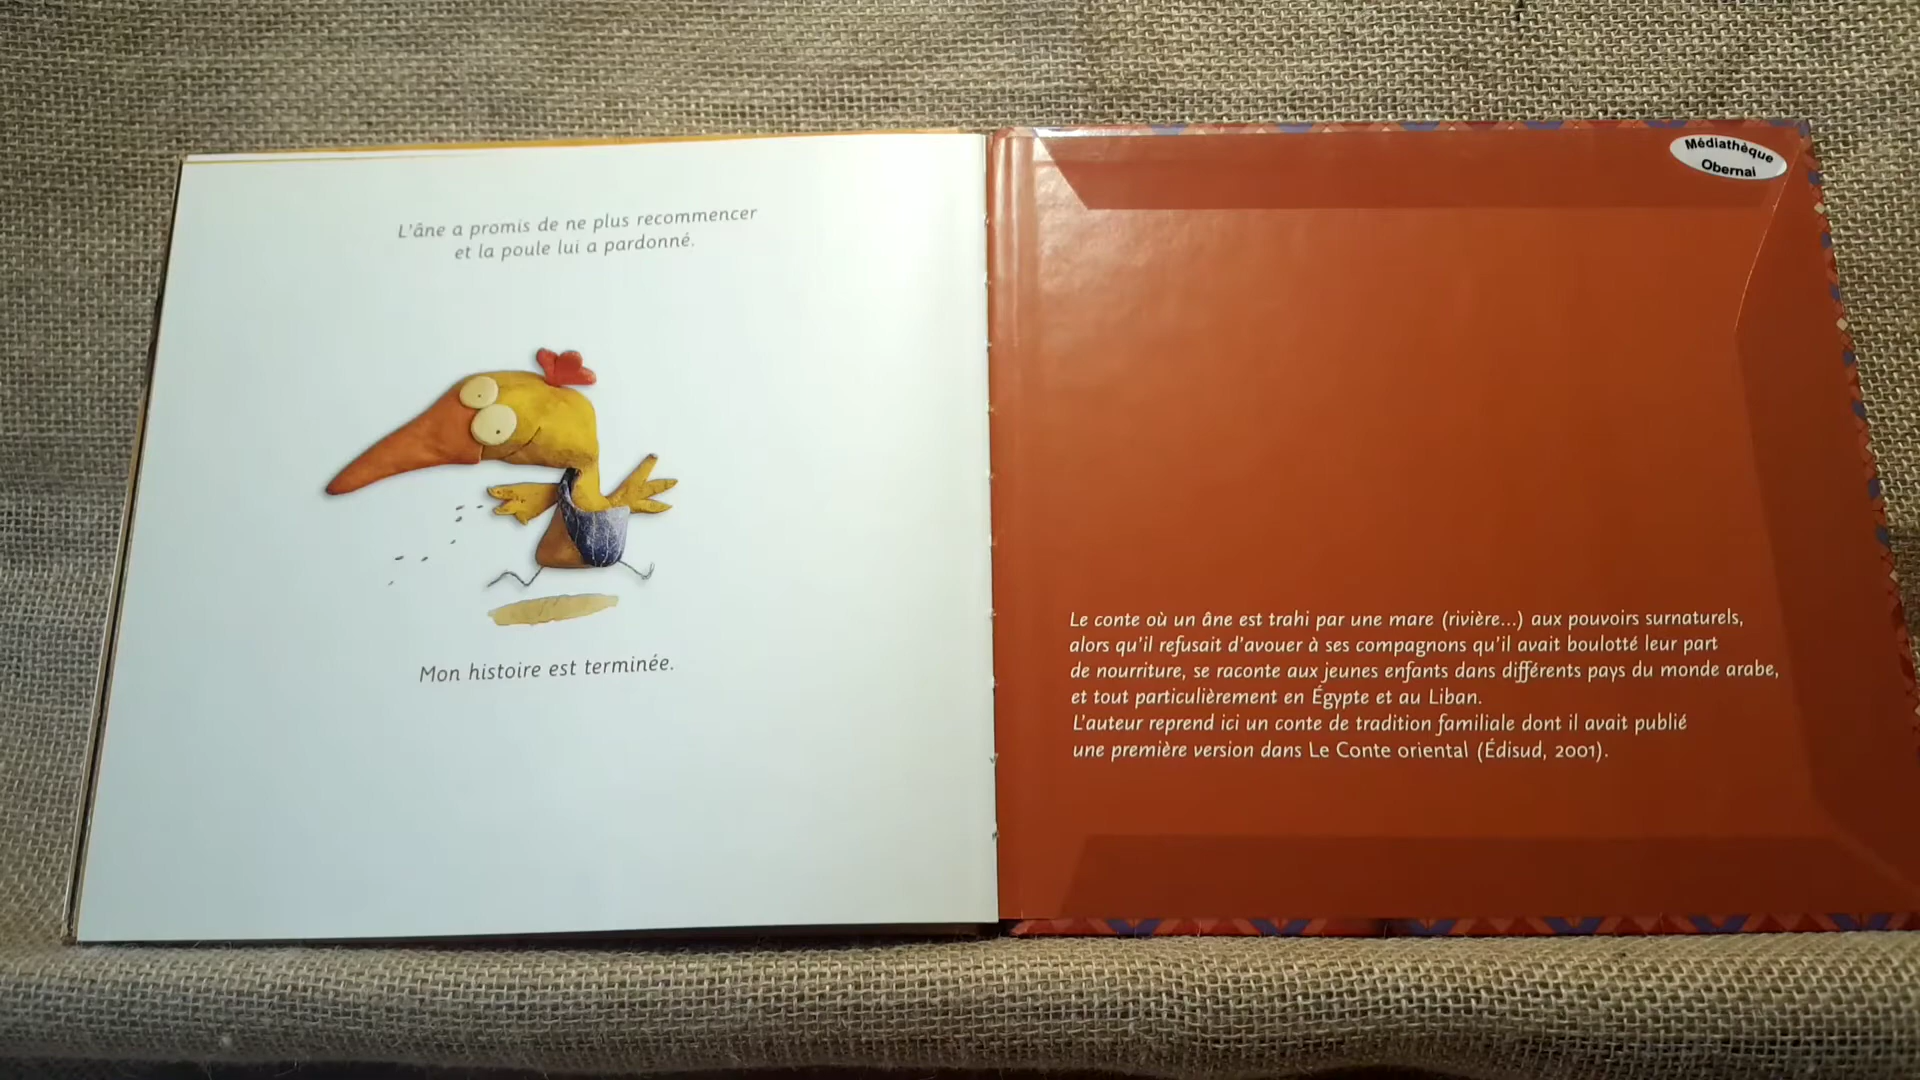 L'âne a promis de ne plus recommencer
et la poule lui a pardonné.
Mon histoire est terminée.
Médiathèque
Obernai
Le conte où un âne est trahi par une mare (rivière...) aux pouvoirs surnaturels,
alors qu'il refusait d'avouer à ses compagnons qu'il avait boulotté leur part
de nourriture, se raconte aux jeunes enfants dans différents pays du monde arabe,
et tout particulièrement en Égypte et au Liban.
L'auteur reprend ici un conte de tradition familiale dont il avait publié
une première version dans Le Conte oriental (Édisud, 2001).